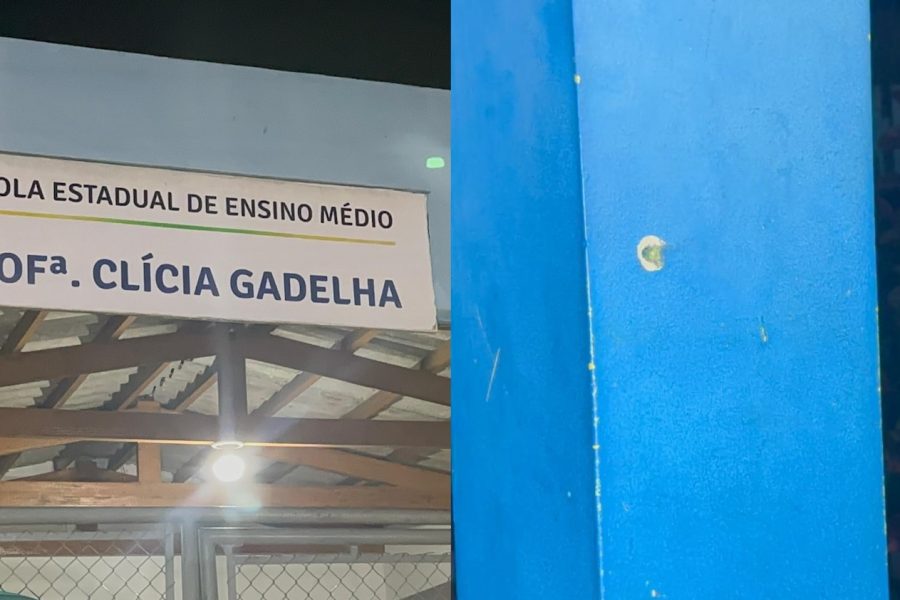 OLA ESTADUAL DE ENSINO MÉDIO
OFª. CLÍCIA GADELHA